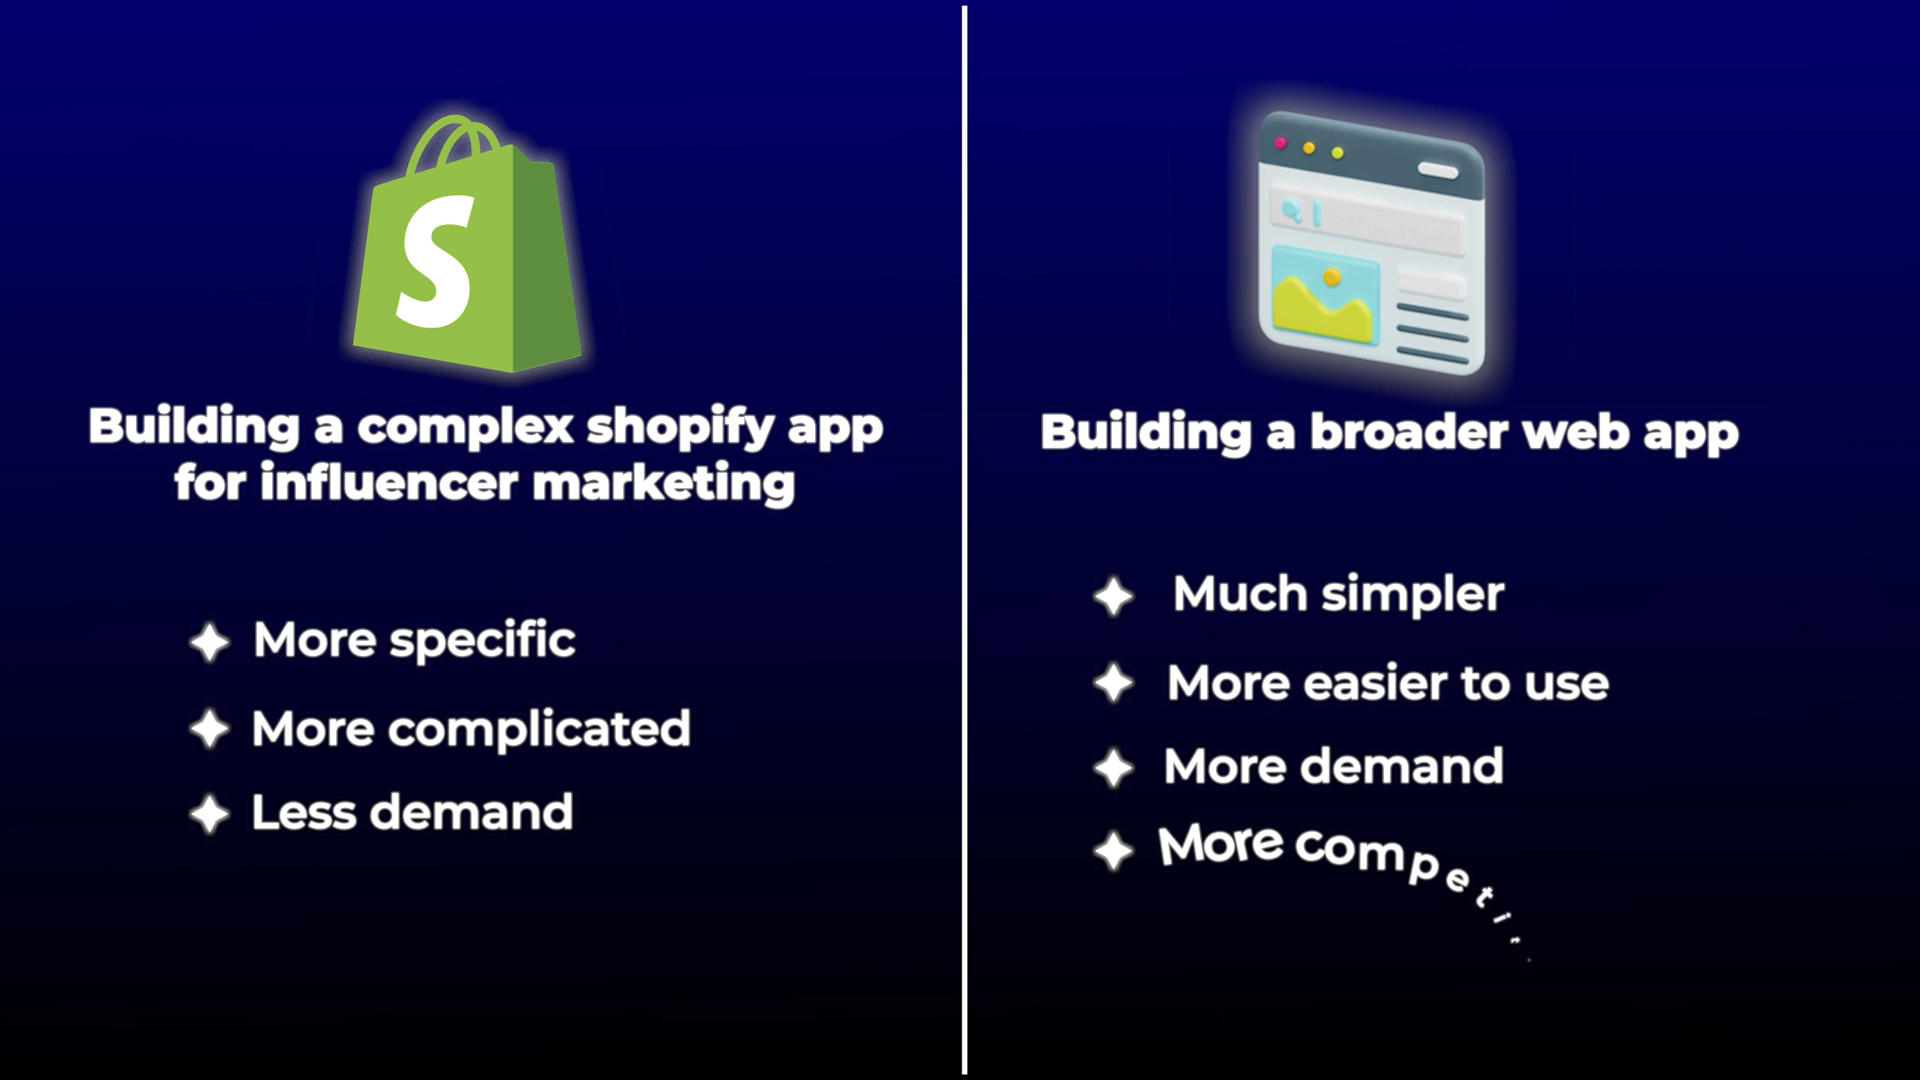 S
Building a complex shopify app
for influencer marketing
More specific
More complicated
Less demand
Building a broader web app
Much simpler
More easier to use
More demand
More